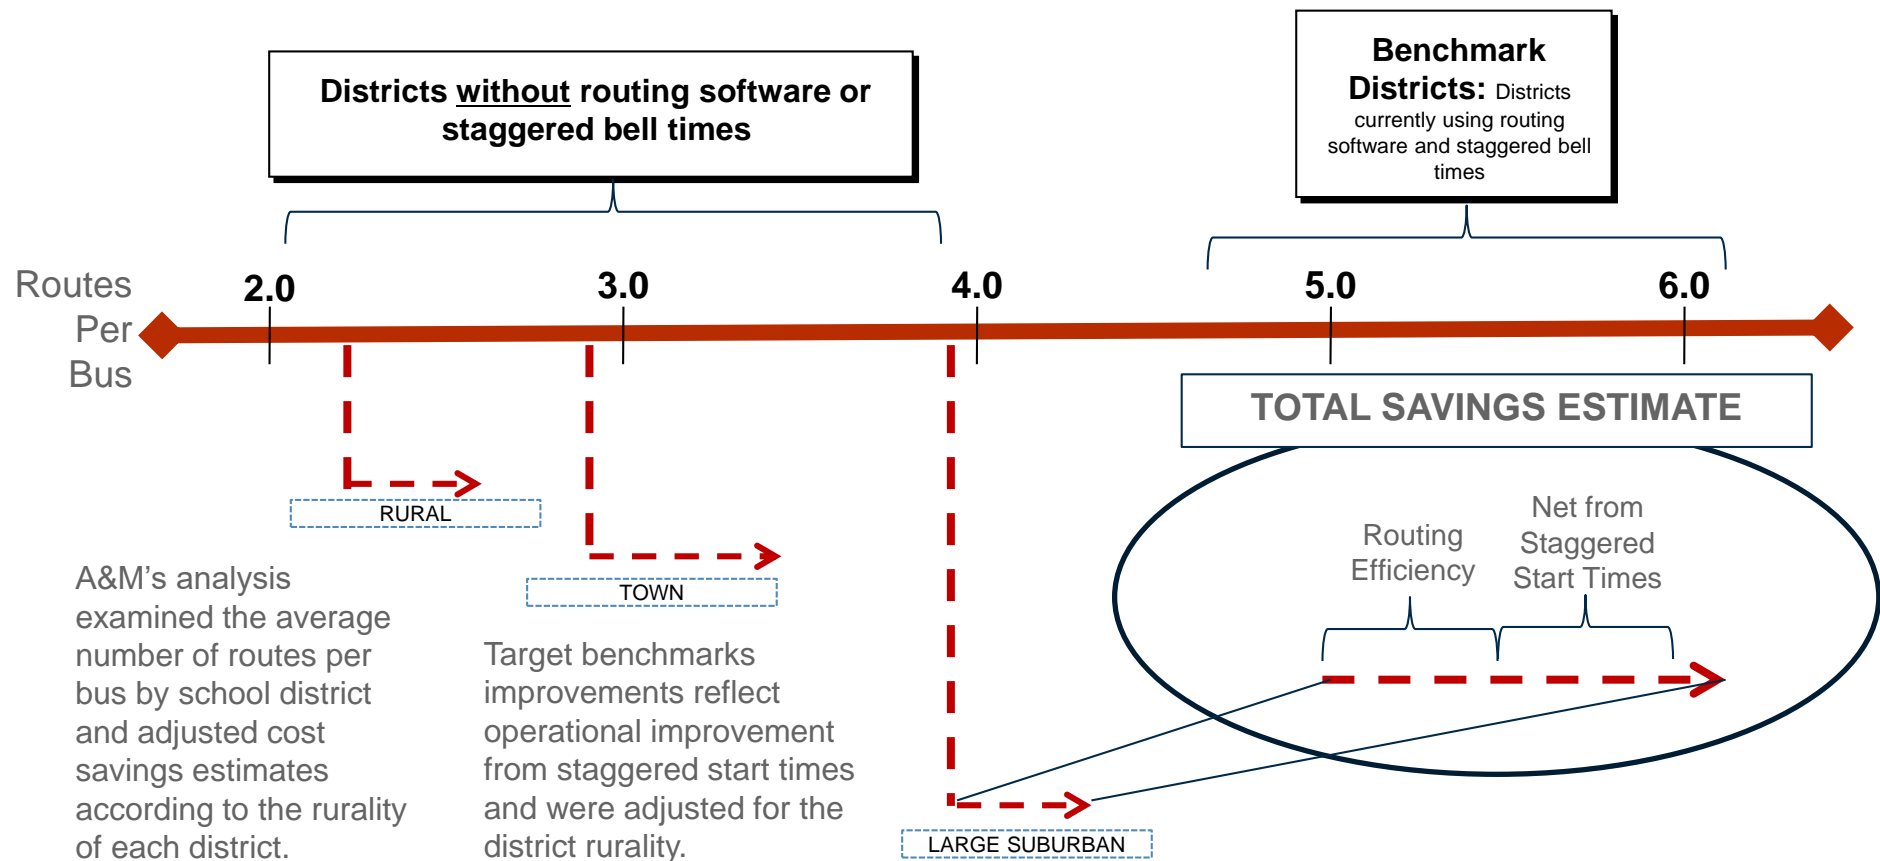 Districts without routing software or
staggered bell times
Benchmark
Districts: Districts
currently using routing
software and staggered bell
times
Routes
Per
Bus
2.0
3.0
4.0
5.0
6.0
TOTAL SAVINGS ESTIMATE
RURAL
TOWN
LARGE SUBURBAN
Routing
Efficiency
Net from
Staggered
Start Times
A&M's analysis
examined the average
number of routes per
bus by school district
and adjusted cost
savings estimates
according to the rurality
of each district.
Target benchmarks
improvements reflect
operational improvement
from staggered start times
and were adjusted for the
district rurality.